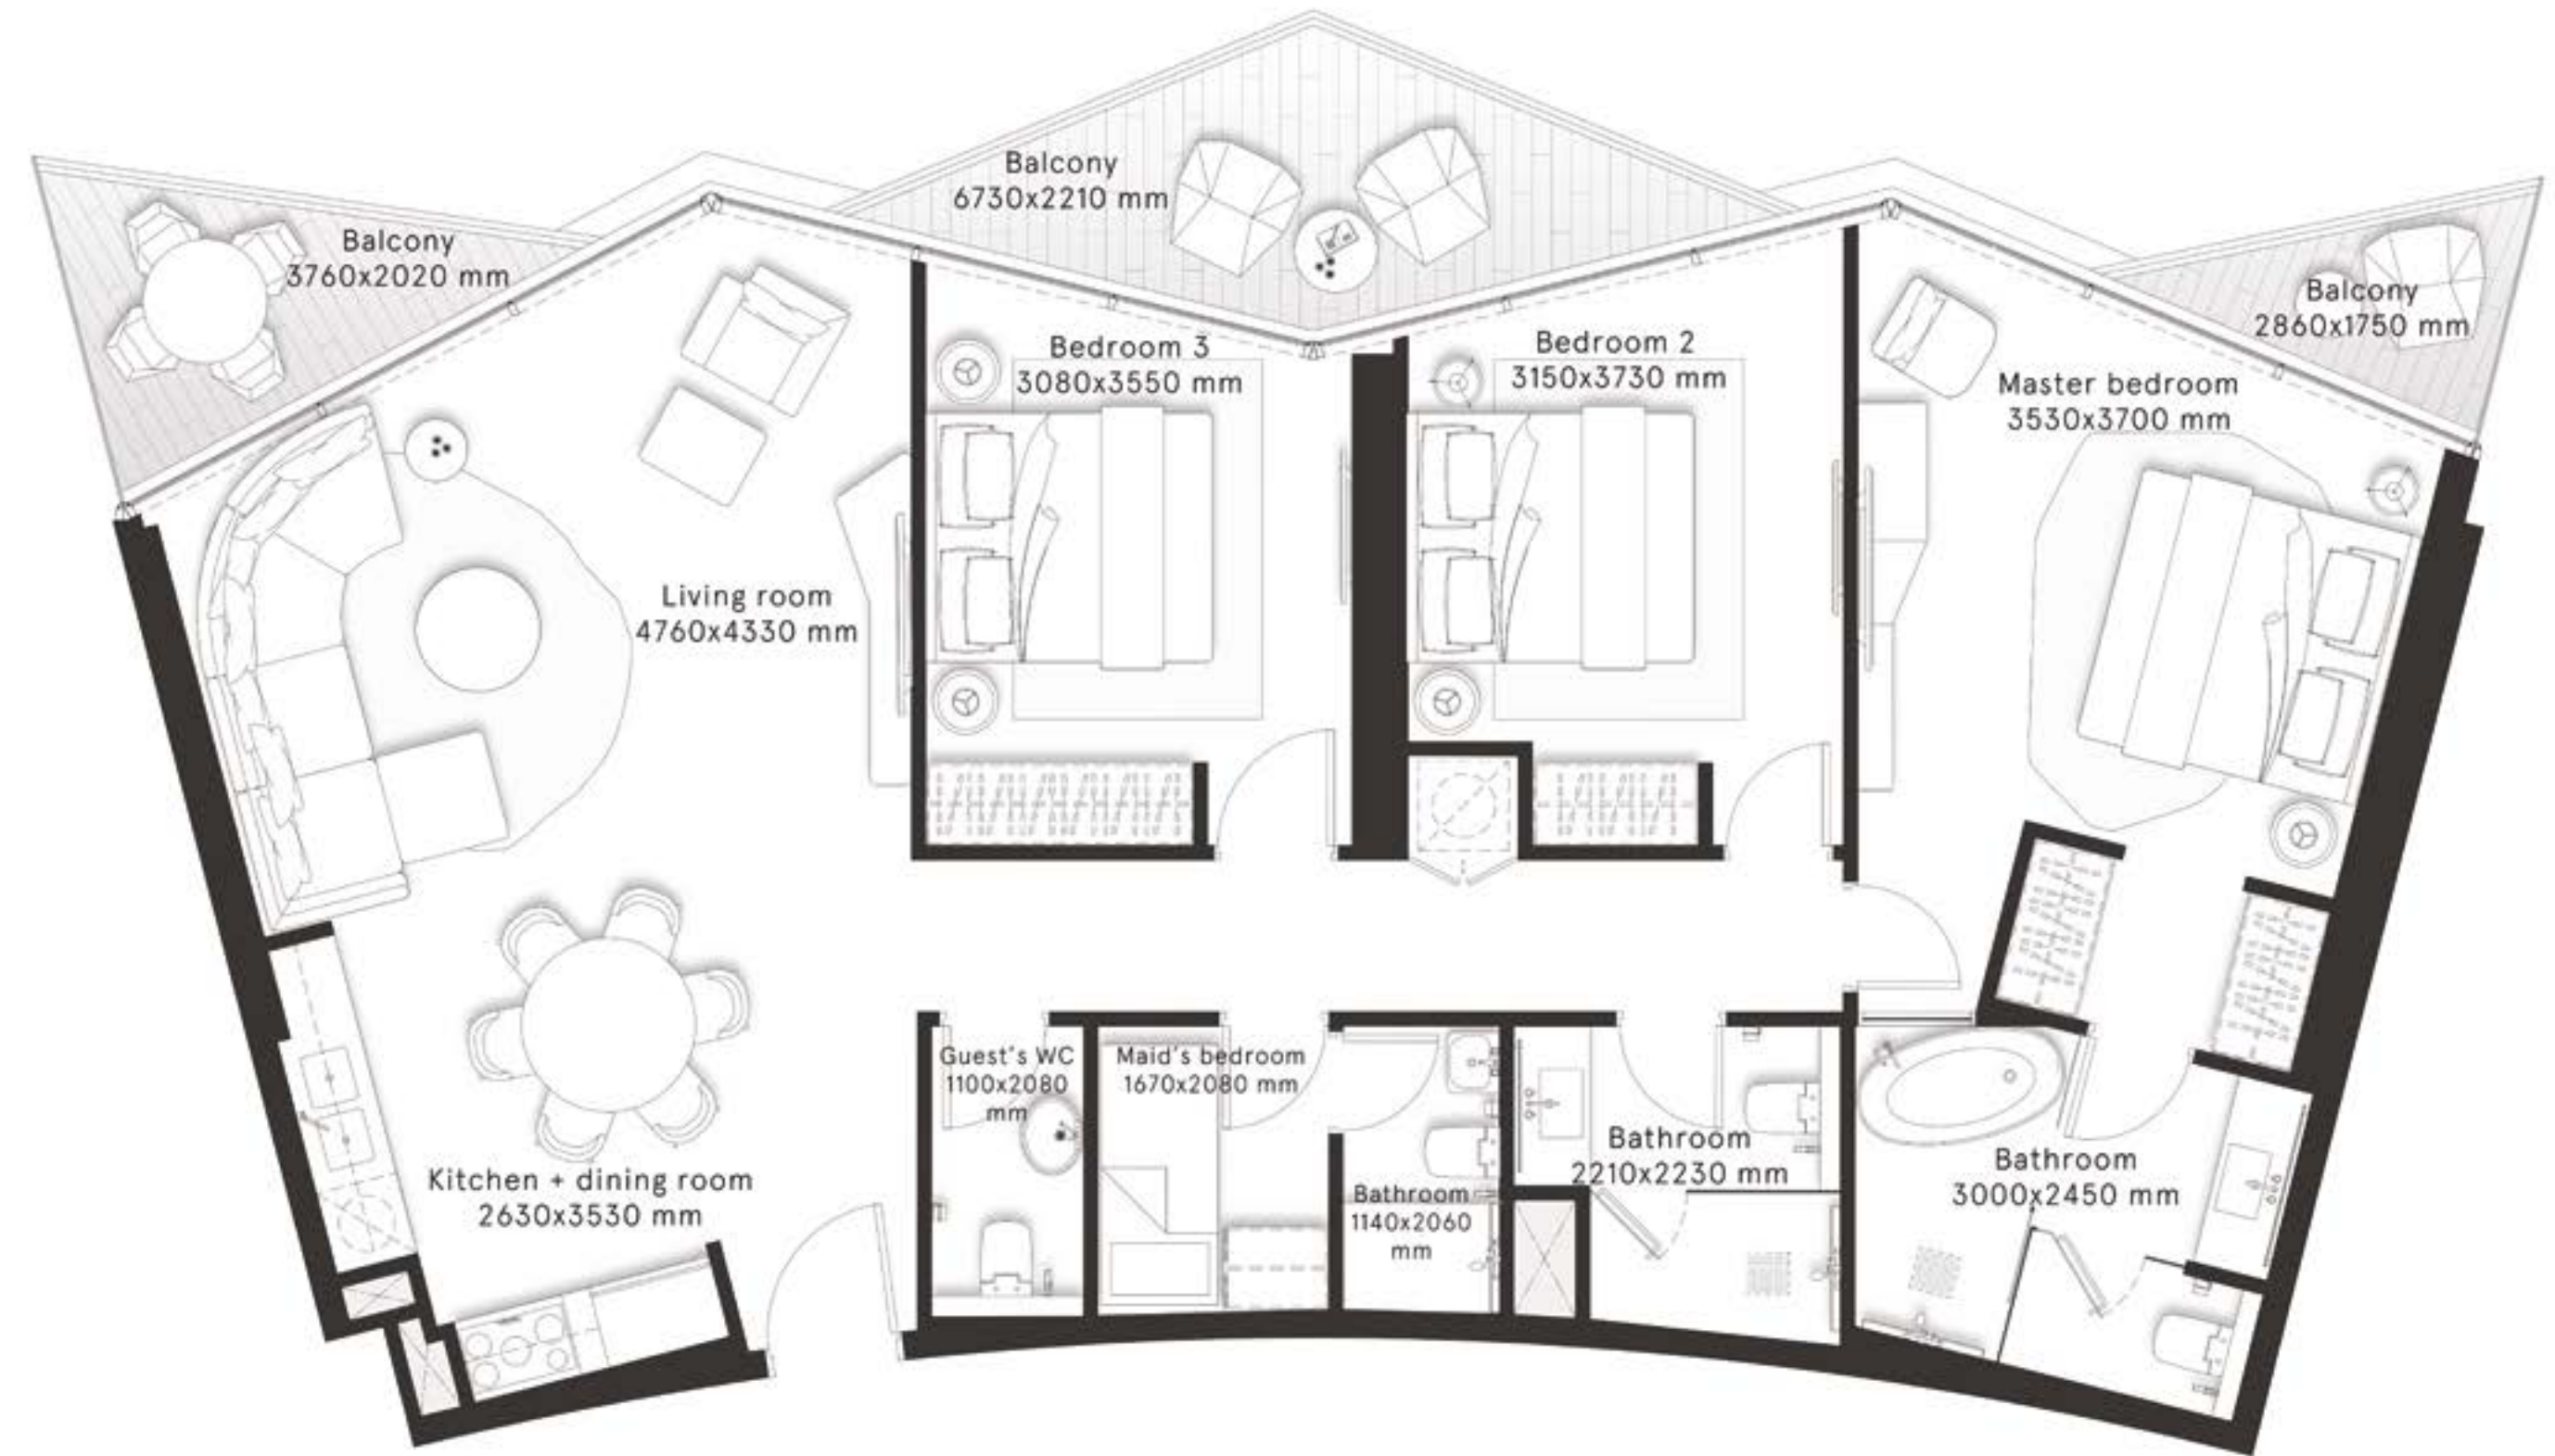 Balcony
6730x2210 mm
Balcony
3760x2020 mm
Balcony
2860x1750 mm
Bedroom 3
3080x3550 mm
Bedroom 2
3150x3730 mm
Master bedroom
3530x3700 mm
Living room
4760x4330 mm
Guest's WC
1100x2080
mm
Maid's bedroom
1670x2080 mm
Bathroom
2210x2230 mm
Bathroom
3000x2450 mm
Kitchen + dining room
2630x3530 mm
Bathroom
1140x2060
mm